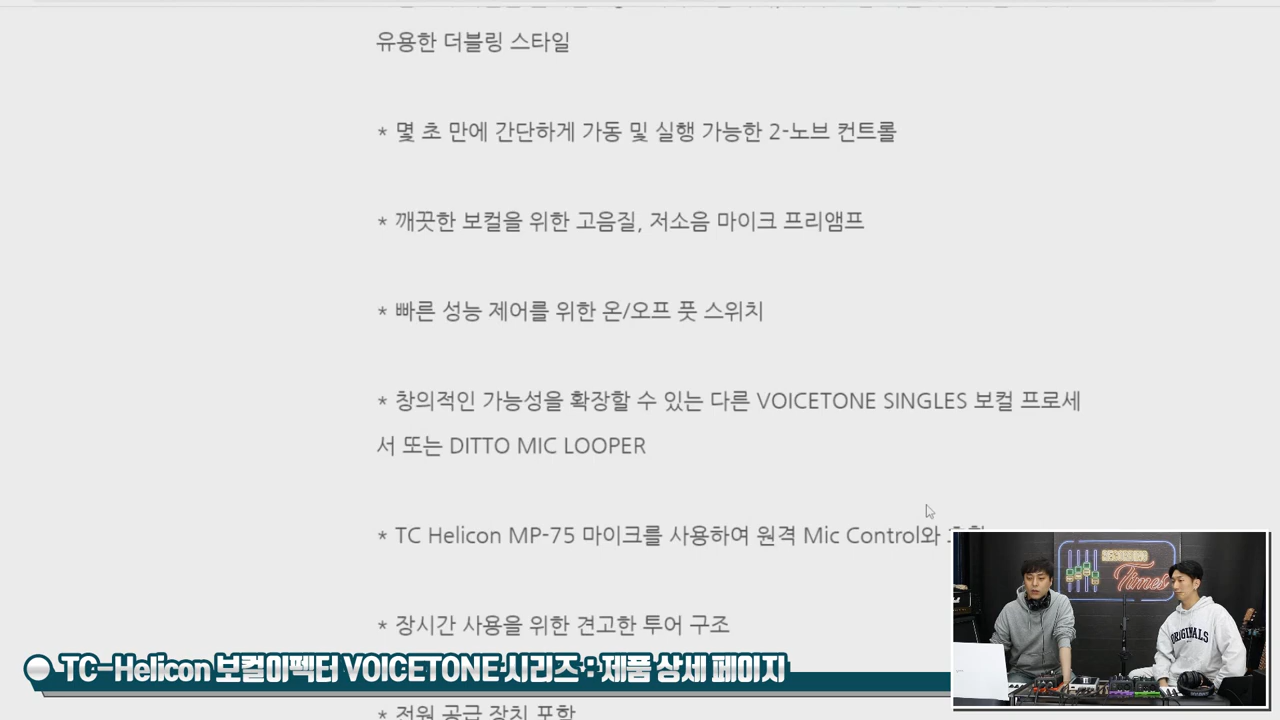 유용한 더블링 스타일
* 몇 초 만에 간단하게 가동 및 실행 가능한 2-노브 컨트롤
* 깨끗한 보컬을 위한 고음질, 저소음 마이크 프리앰프
* 빠른 성능 제어를 위한 온/오프 풋 스위치
* 창의적인 가능성을 확장할 수 있는 다른 VOICETONE SINGLES 보컬 프로세
서 또는 DITTO MIC LOOPER
* TC Helicon MP-75 마이크를 사용하여 원격 Mic Control와
* 장시간 사용을 위한 견고한 투어 구조
TC-Helicon 보컬이펙터 VOICETONE 시리즈 : 제품 상세 페이지
* 전원 공급 장치 포함
Times
ORIGINALS